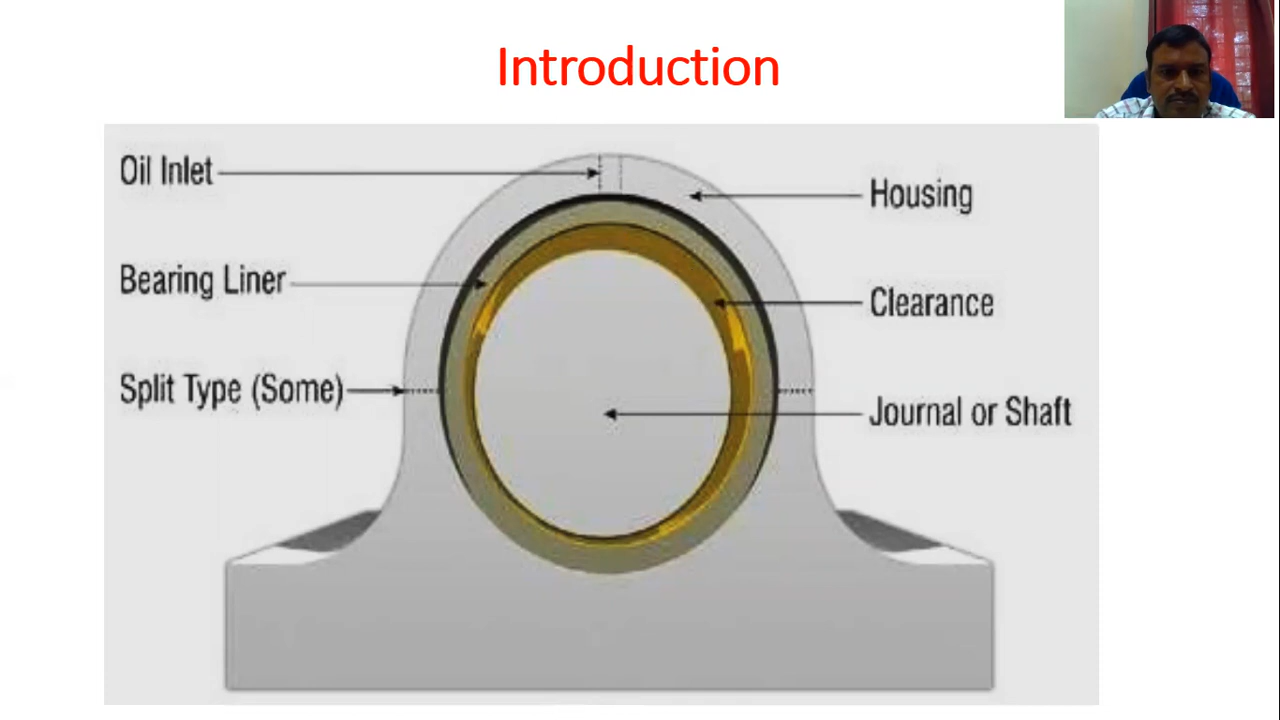 Introduction
Oil Inlet
Housing
Bearing Liner
Clearance
Split Type (Some)
Journal or Shaft